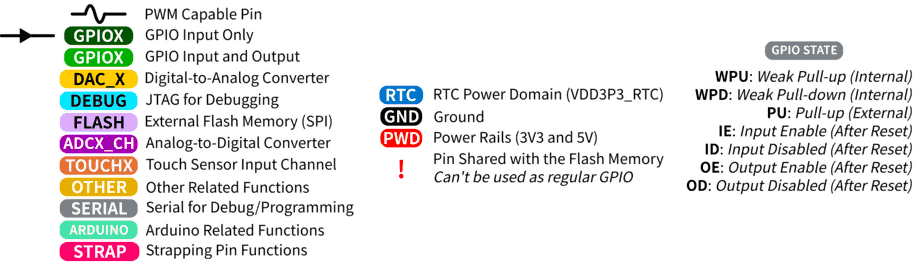 PWM Capable Pin
GPIOX GPIO Input Only
GPIOX GPIO Input and Output
DAC_X Digital-to-Analog Converter
DEBUG JTAG for Debugging
FLASH External Flash Memory (SPI)
ADCX_CH Analog-to-Digital Converter
TOUCHX Touch Sensor Input Channel
OTHER Other Related Functions
SERIAL Serial for Debug/Programming
ARDUINO Arduino Related Functions
STRAP Strapping Pin Functions
RTC RTC Power Domain (VDD3P3_RTC)
GND Ground
PWD Power Rails (3V3 and 5V)
! Pin Shared with the Flash Memory
Can't be used as regular GPIO
GPIO STATE
WPU: Weak Pull-up (Internal)
WPD: Weak Pull-down (Internal)
PU: Pull-up (External)
IE: Input Enable (After Reset)
ID: Input Disabled (After Reset)
OE: Output Enable (After Reset)
OD: Output Disabled (After Reset)